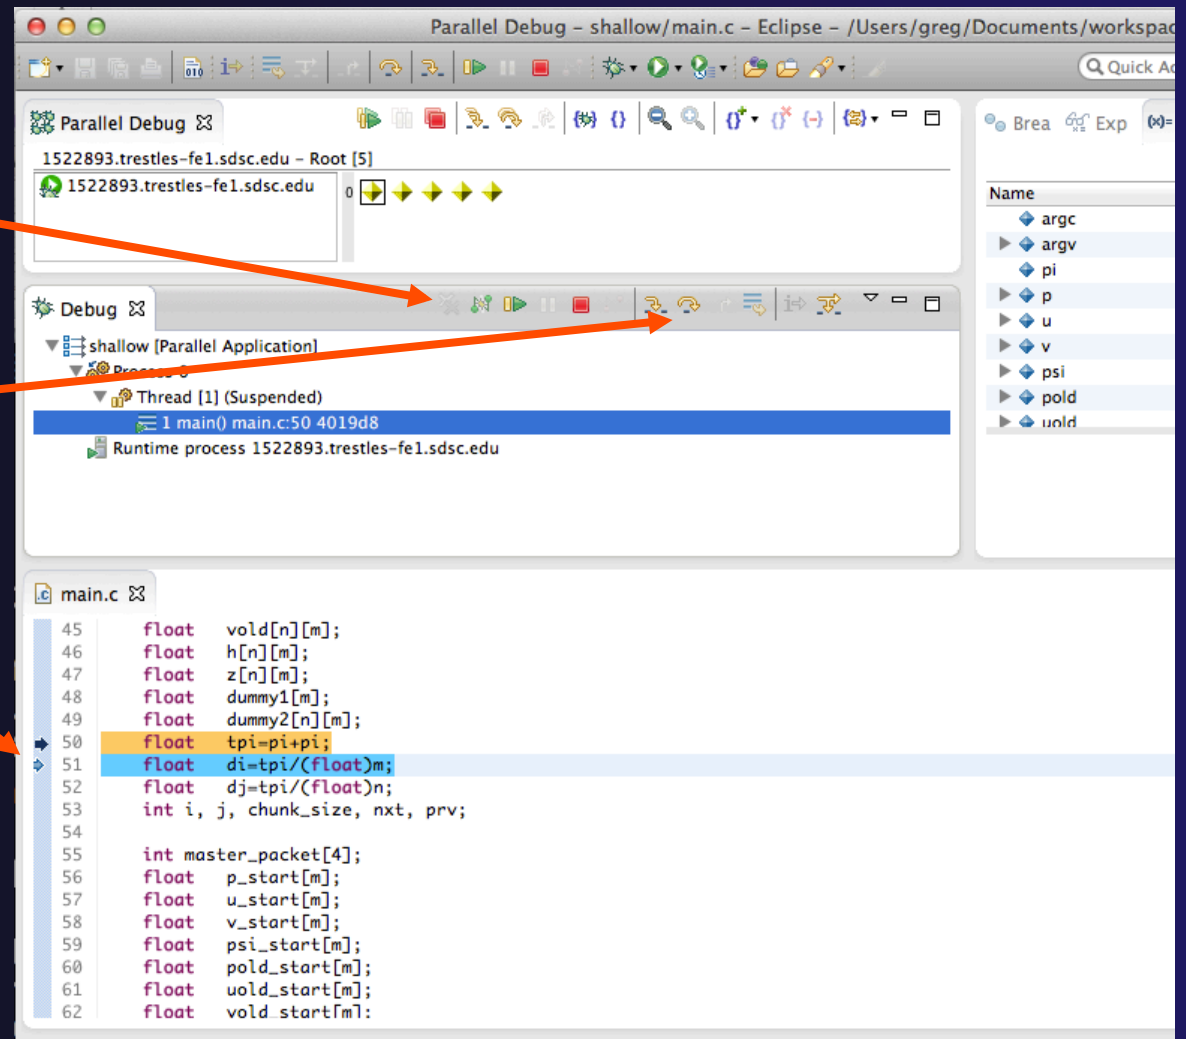 Parallel Debug – shallow/main.c – Eclipse – /Users/greg/Documents/workspac
Quick Ac
Parallel Debug
1522893.trestles-fe1.sdsc.edu – Root [5]
1522893.trestles-fe1.sdsc.edu
0
Brea Exp (x)=
Name
argc
argv
pi
p
u
v
psi
pold
uold
Debug
shallow [Parallel Application]
Process 0
Thread [1] (Suspended)
1 main() main.c:50 4019d8
Runtime process 1522893.trestles-fe1.sdsc.edu
main.c
45 float vold[n][m];
46 float h[n][m];
47 float z[n][m];
48 float dummy1[m];
49 float dummy2[n][m];
50 float tpi=pi+pi;
51 float di=tpi/(float)m;
52 float dj=tpi/(float)n;
53 int i, j, chunk_size, nxt, prv;
54
55 int master_packet[4];
56 float p_start[m];
57 float u_start[m];
58 float v_start[m];
59 float psi_start[m];
60 float pold_start[m];
61 float uold_start[m];
62 float vold_start[m];